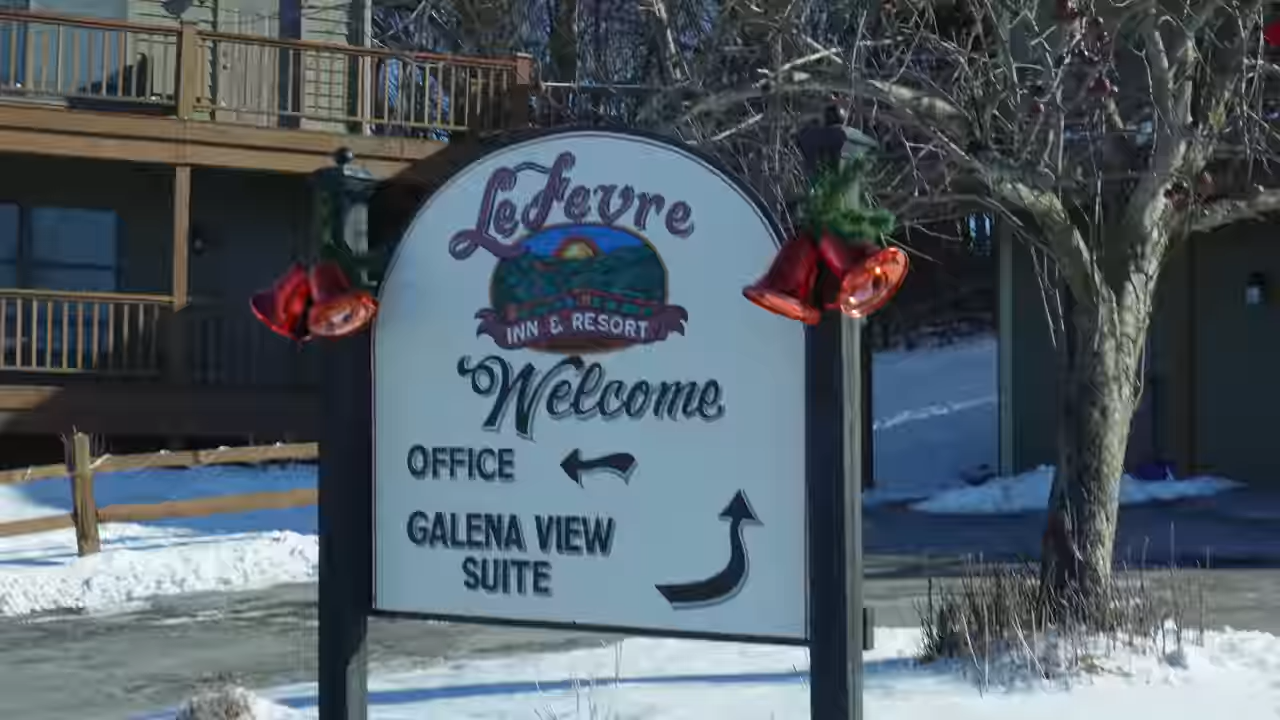 LeFevre
INN & RESORT
Welcome
OFFICE
GALENA VIEW
SUITE